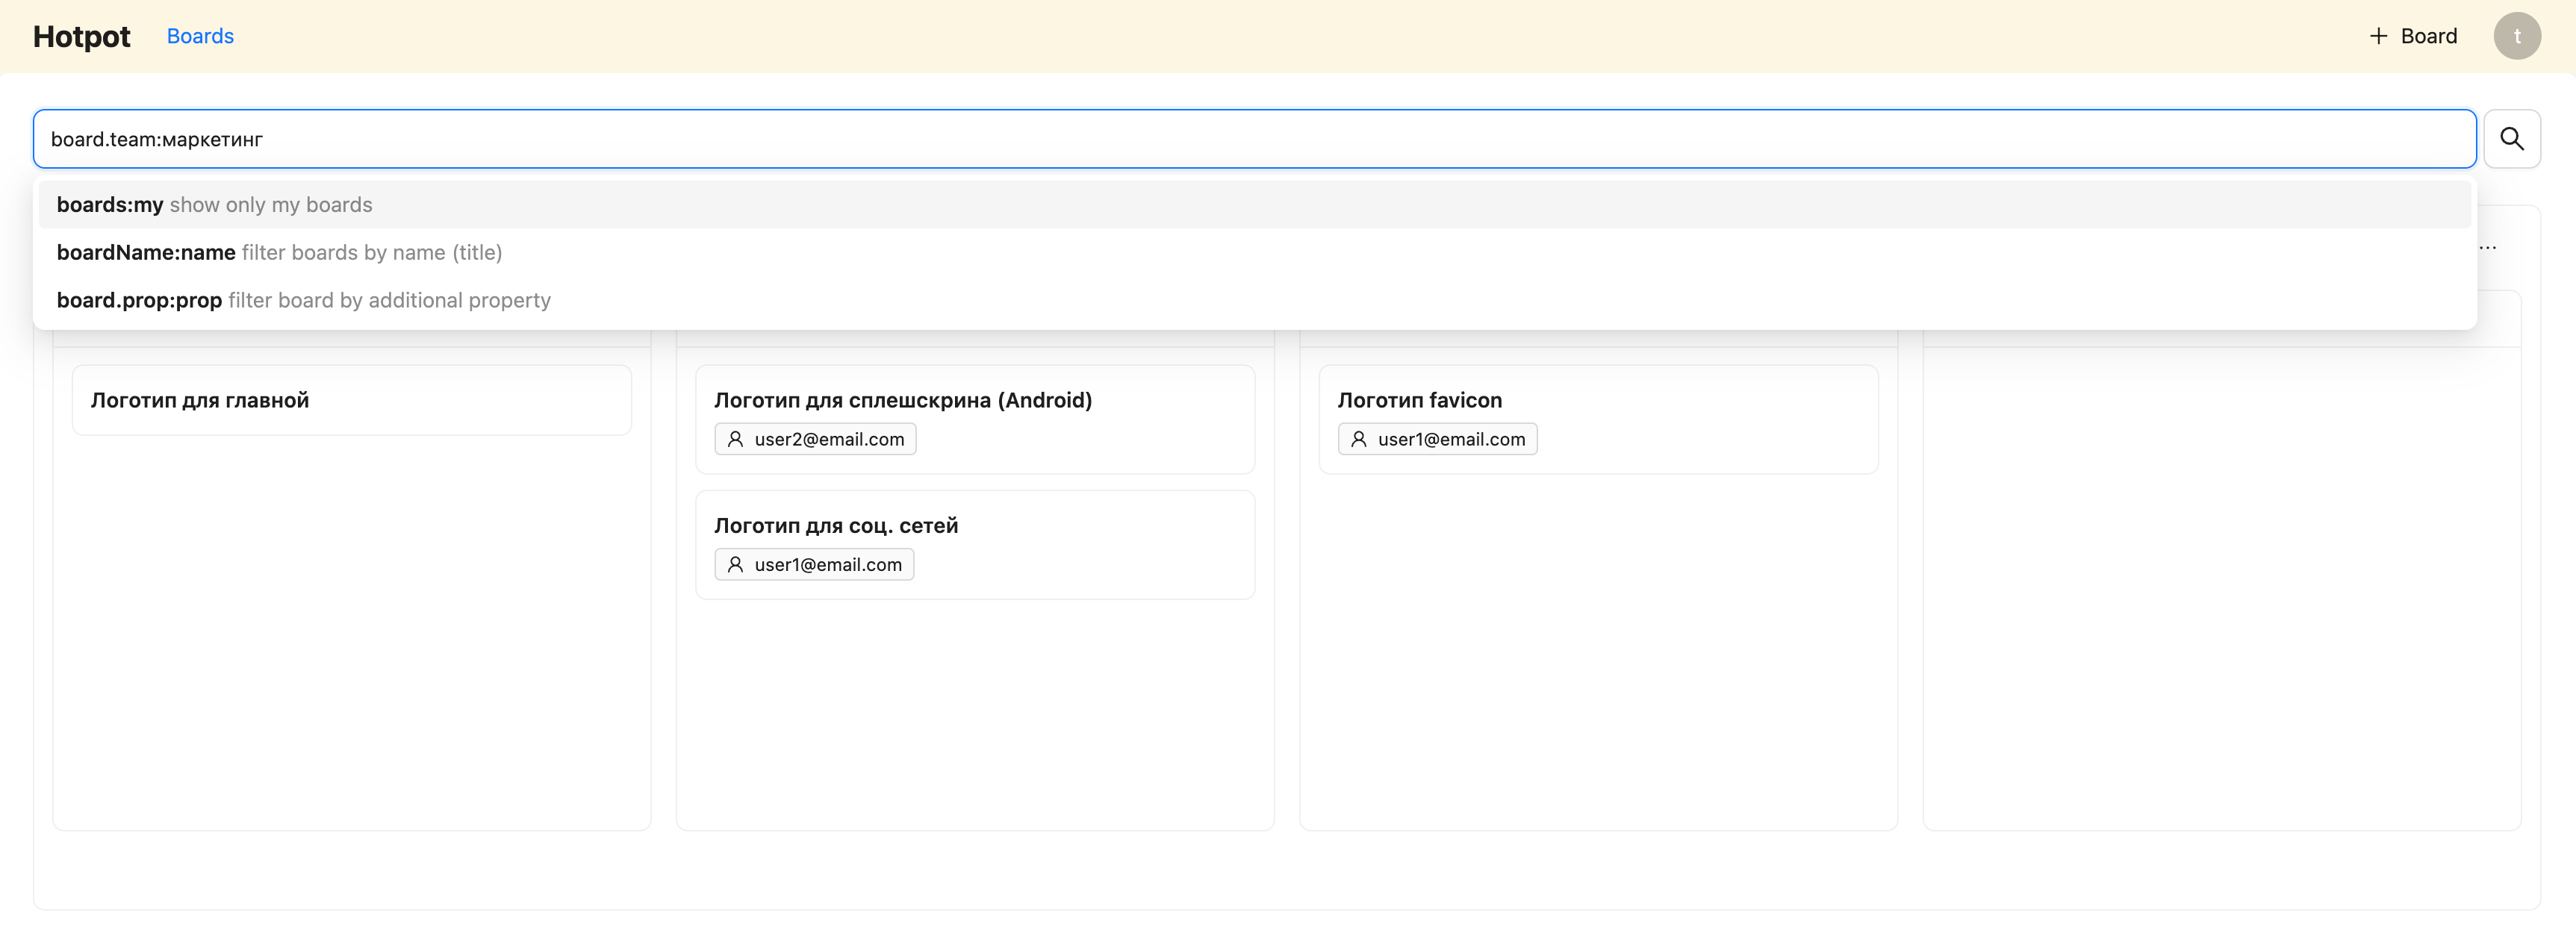 Hotpot Boards + Board t
board.team:маркетинг
boards:my show only my boards
boardName:name filter boards by name (title)
board.prop:prop filter board by additional property
...
Логотип для главной
Логотип для сплешскрина (Android)
user2@email.com
Логотип для соц. сетей
user1@email.com
Логотип favicon
user1@email.com